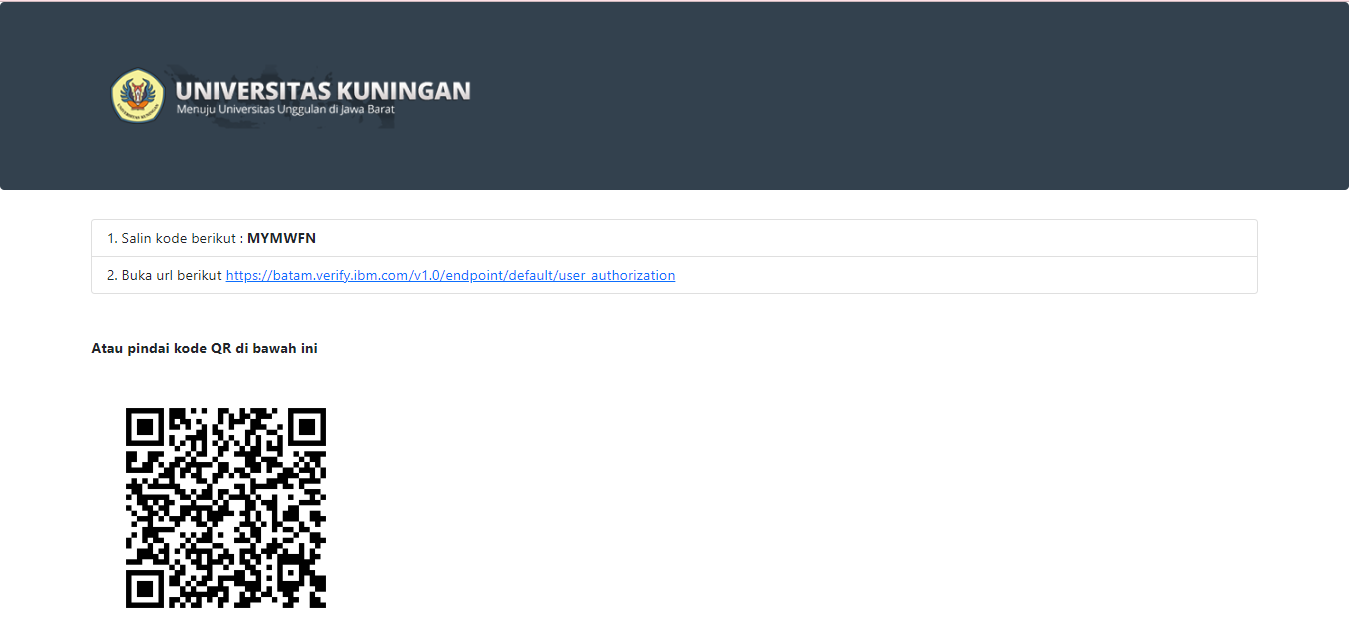 UNIVERSITAS KUNINGAN
Menuju Universitas Unggulan di Jawa Barat
1. Salin kode berikut : MYMWFN
2. Buka url berikut https://batam.verify.ibm.com/v1.0/endpoint/default/user_authorization
Atau pindai kode QR di bawah ini